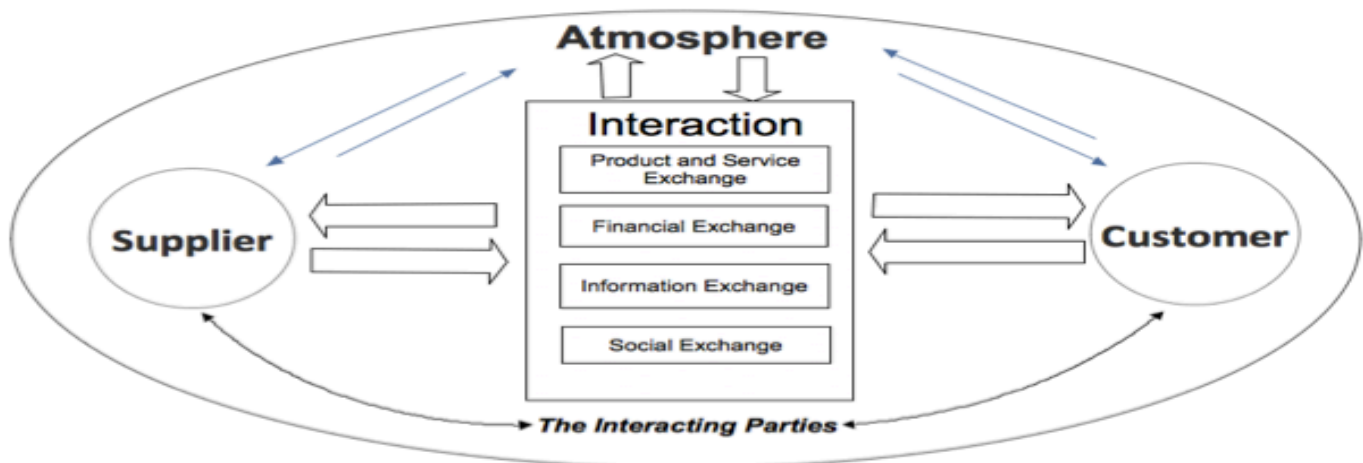 Atmosphere
Interaction
Product and Service
Exchange
Financial Exchange
Information Exchange
Social Exchange
Supplier
Customer
The Interacting Parties